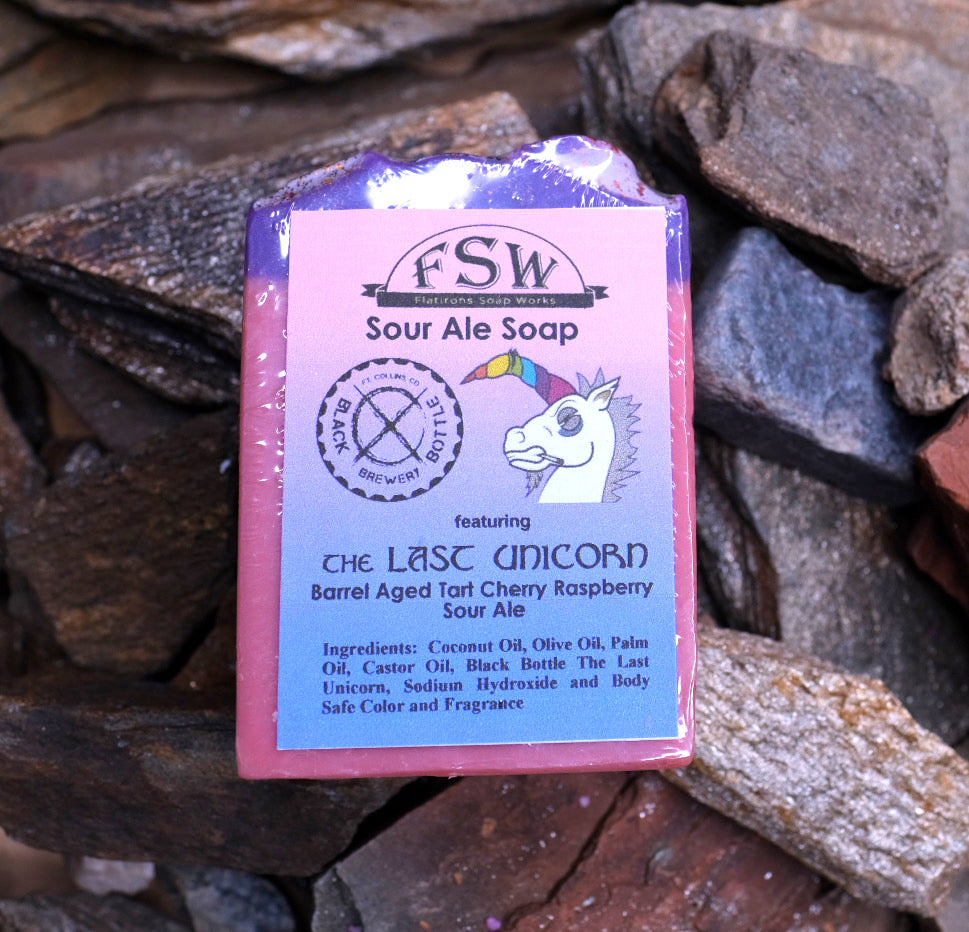 FSW
Flatirons Soap Works
Sour Ale Soap
FT. COLLINS, CO
BLACK BOTTLE
BREWERY
featuring
THE LAST UNICORN
Barrel Aged Tart Cherry Raspberry
Sour Ale
Ingredients: Coconut Oil, Olive Oil, Palm
Oil, Castor Oil, Black Bottle The Last
Unicorn, Sodium Hydroxide and Body
Safe Color and Fragrance